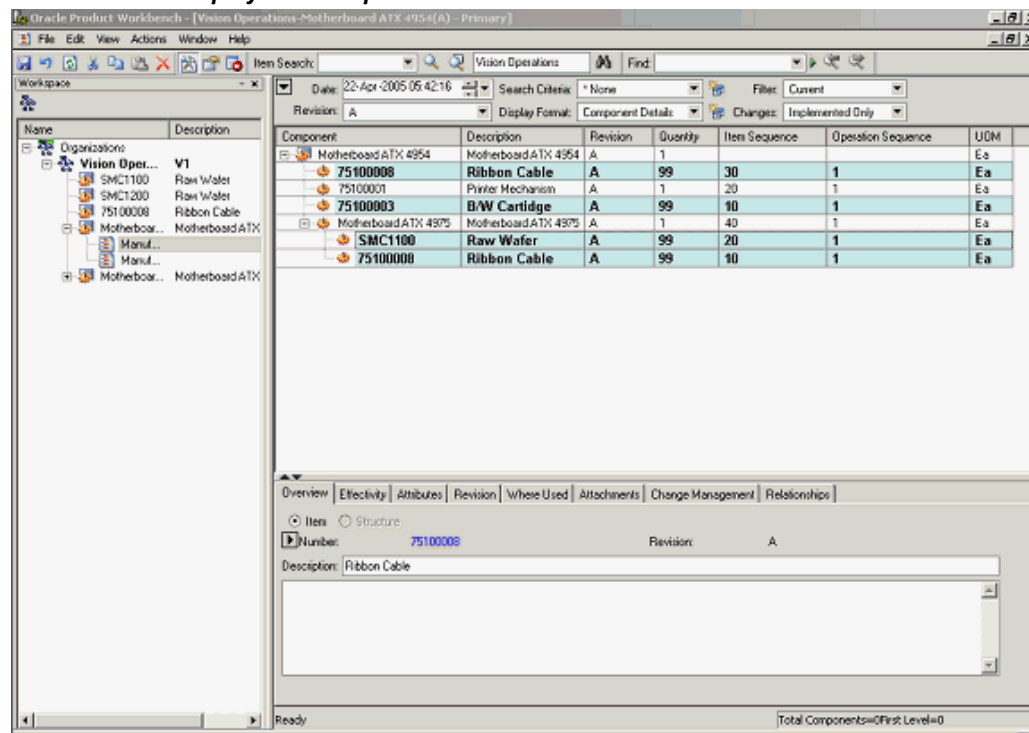 Oracle Product Workbench - [Vision Operations-Motherboard ATX 4954(A) - Primary]
File Edit View Actions Window Help
Item Search: Vision Operations Find:
Workspace
Date: 22-Apr-2005 05:42:16 Search Criteria: * None Filter: Current
Revision: A Display Format: Component Details Changes: Implemented Only
Name Description
Organizations
Vision Oper... V1
SMC1100 Raw Wafer
SMC1200 Raw Wafer
75100008 Ribbon Cable
Motherboard... Motherboard ATX
Manuf...
Manuf...
Motherboar... Motherboard ATX
Component Description Revision Quantity Item Sequence Operation Sequence UOM
Motherboard ATX 4954 Motherboard ATX 4954 A 1 Ea
75100008 Ribbon Cable A 99 30 1 Ea
75100001 Printer Mechanism A 1 20 1 Ea
75100003 B/W Cartidge A 99 10 1 Ea
Motherboard ATX 4975 Motherboard ATX 4975 A 1 40 1 Ea
SMC1100 Raw Wafer A 99 20 1 Ea
75100008 Ribbon Cable A 99 10 1 Ea
Overview Effectivity Attributes Revision Where Used Attachments Change Management Relationships
Item Structure
Number: 75100008 Revision: A
Description: Ribbon Cable
Ready Total Components=0First Level=0